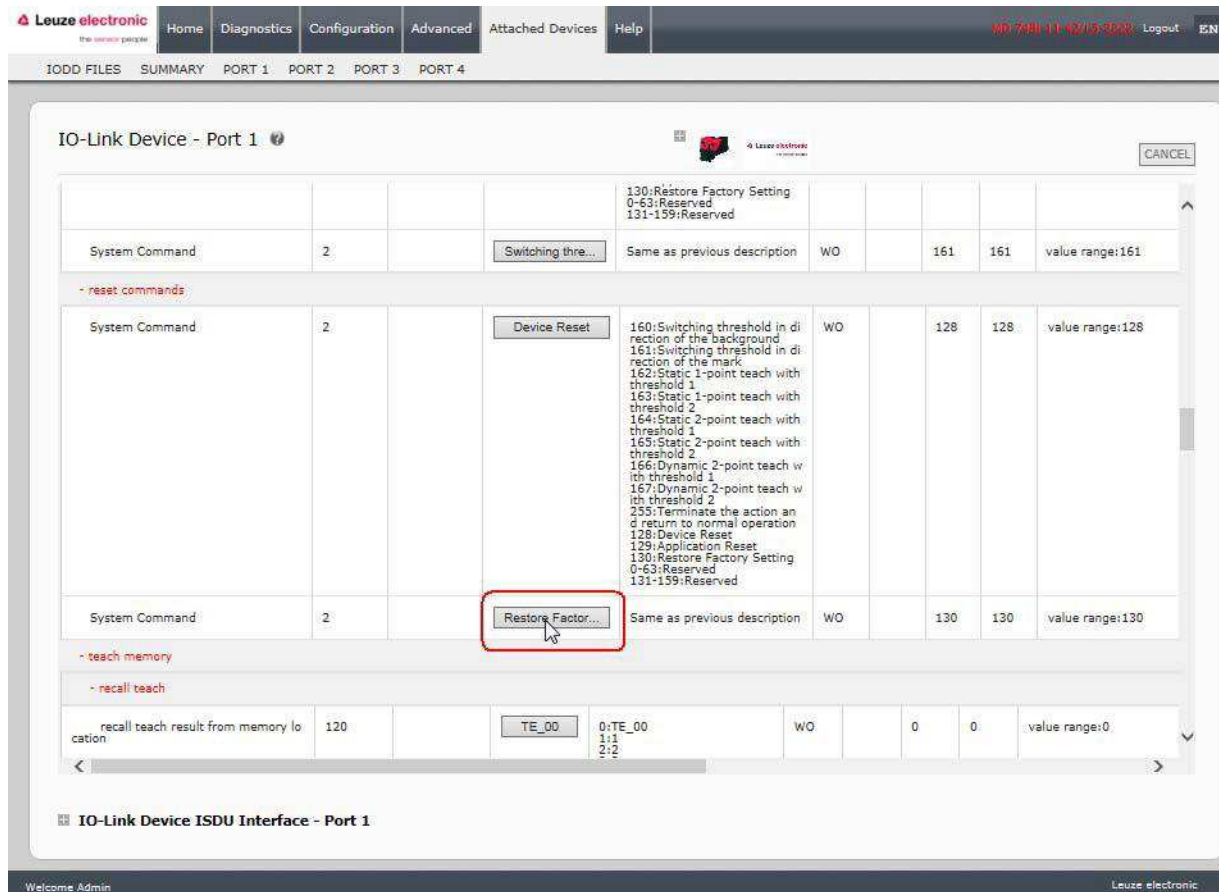 Leuze electronic
the sensor people
Home Diagnostics Configuration Advanced Attached Devices Help
Logout EN
IODD FILES SUMMARY PORT 1 PORT 2 PORT 3 PORT 4
IO-Link Device - Port 1
Leuze electronic
CANCEL
130:Restore Factory Setting
0-63:Reserved
131-159:Reserved
System Command 2 Switching thre... Same as previous description WO 161 161 value range:161
- reset commands
System Command 2 Device Reset 160:Switching threshold in di WO 128 128 value range:128
rection of the background
161:Switching threshold in di
rection of the mark
162:Static 1-point teach with
threshold 1
163:Static 1-point teach with
threshold 2
164:Static 2-point teach with
threshold 1
165:Static 2-point teach with
threshold 2
166:Dynamic 2-point teach w
ith threshold 1
167:Dynamic 2-point teach w
ith threshold 2
255:Terminate the action an
d return to normal operation
128:Device Reset
129:Application Reset
130:Restore Factory Setting
0-63:Reserved
131-159:Reserved
System Command 2 Restore Factor... Same as previous description WO 130 130 value range:130
- teach memory
- recall teach
recall teach result from memory lo 120 TE_00 0:TE_00 WO 0 0 value range:0
cation 1:1
2:2
IO-Link Device ISDU Interface - Port 1
Welcome Admin Leuze electronic